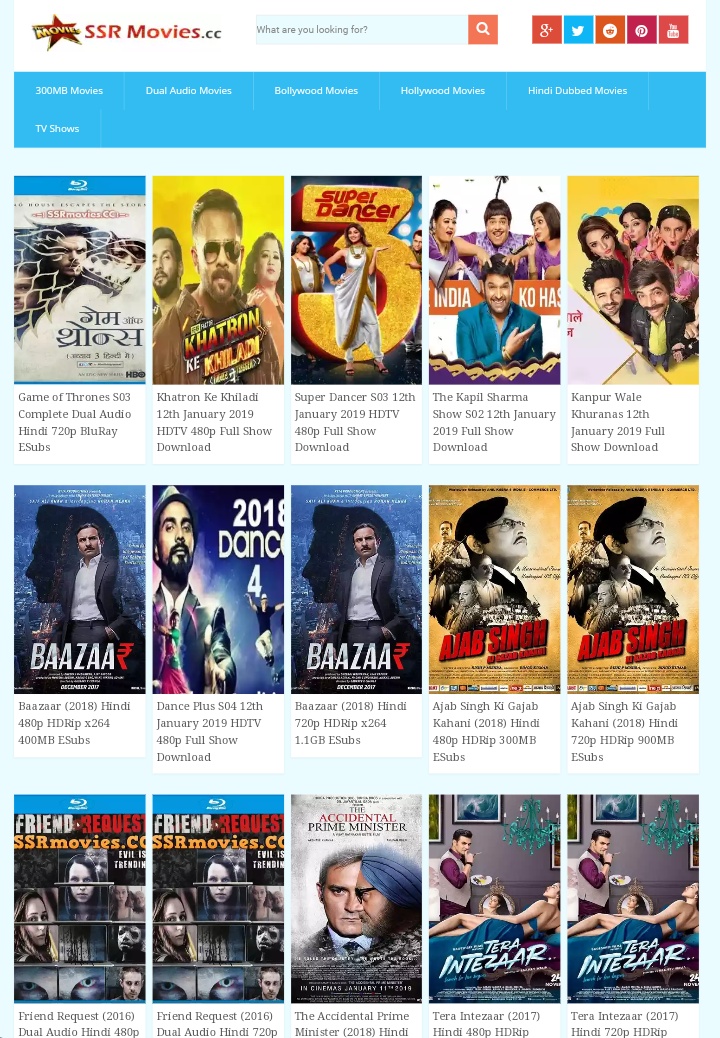 MOVIE SSR Movies.cc
What are you looking for?
300MB Movies
Dual Audio Movies
Bollywood Movies
Hollywood Movies
Hindi Dubbed Movies
TV Shows
SSRmovies.CC
गेम ऑफ
थ्रोन्स
HBO
KHATRON
KE KHILADI
SUPER
DANCER
3
E INDIA
KO HAS
Game of Thrones S03
Complete Dual Audio
Hindi 720p BluRay
ESubs
Khatron Ke Khiladi
12th January 2019
HDTV 480p Full Show
Download
Super Dancer S03 12th
January 2019 HDTV
480p Full Show
Download
The Kapil Sharma
Show S02 12th January
2019 Full Show
Download
Kanpur Wale
Khuranas 12th
January 2019 Full
Show Download
BAAZAAR
DECEMBER 2017
2018
DANCE
4
BAAZAAR
DECEMBER 2017
AJAB SINGH
AJAB SINGH
Baazaar (2018) Hindi
480p HDRip x264
400MB ESubs
Dance Plus S04 12th
January 2019 HDTV
480p Full Show
Download
Baazaar (2018) Hindi
720p HDRip x264
1.1GB ESubs
Ajab Singh Ki Gajab
Kahani (2018) Hindi
480p HDRip 300MB
ESubs
Ajab Singh Ki Gajab
Kahani (2018) Hindi
720p HDRip 900MB
ESubs
FRIEND REQUEST
SSRmovies.CC
EVIL IS
TRENDIN
FRIEND REQUEST
SSRmovies.CC
EVIL IS
TRENDIN
THE
ACCIDENTAL
PRIME MINISTER
IN CINEMAS JANUARY 11TH 2019
TERA
INTEZAAR
TERA
INTEZAAR
Friend Request (2016)
Dual Audio Hindi 480p
Friend Request (2016)
Dual Audio Hindi 720p
The Accidental Prime
Minister (2018) Hindi
Tera Intezaar (2017)
Hindi 480p HDRip
Tera Intezaar (2017)
Hindi 720p HDRip